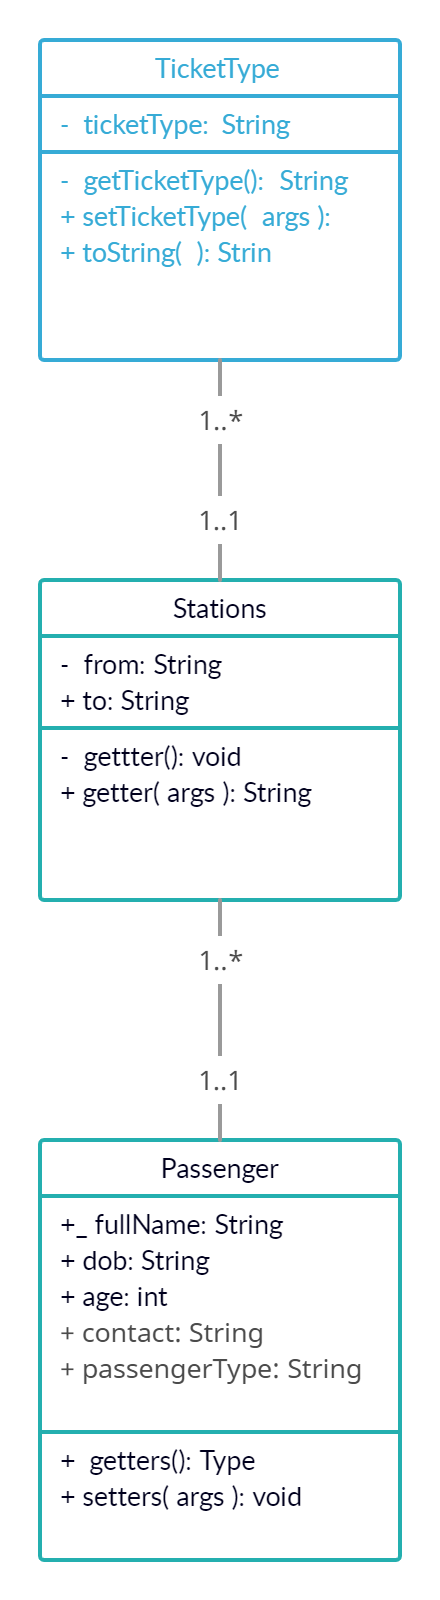 TicketType
-  ticketType:  String
-  getTicketType():  String
+ setTicketType(  args ):
+ toString(  ): Strin
1..*
1..1
Stations
-  from: String
+ to: String
-  gettter(): void
+ getter( args ): String
1..*
1..1
Passenger
+_ fullName: String
+ dob: String
+ age: int
+ contact: String
+ passengerType: String
+  getters(): Type
+ setters( args ): void